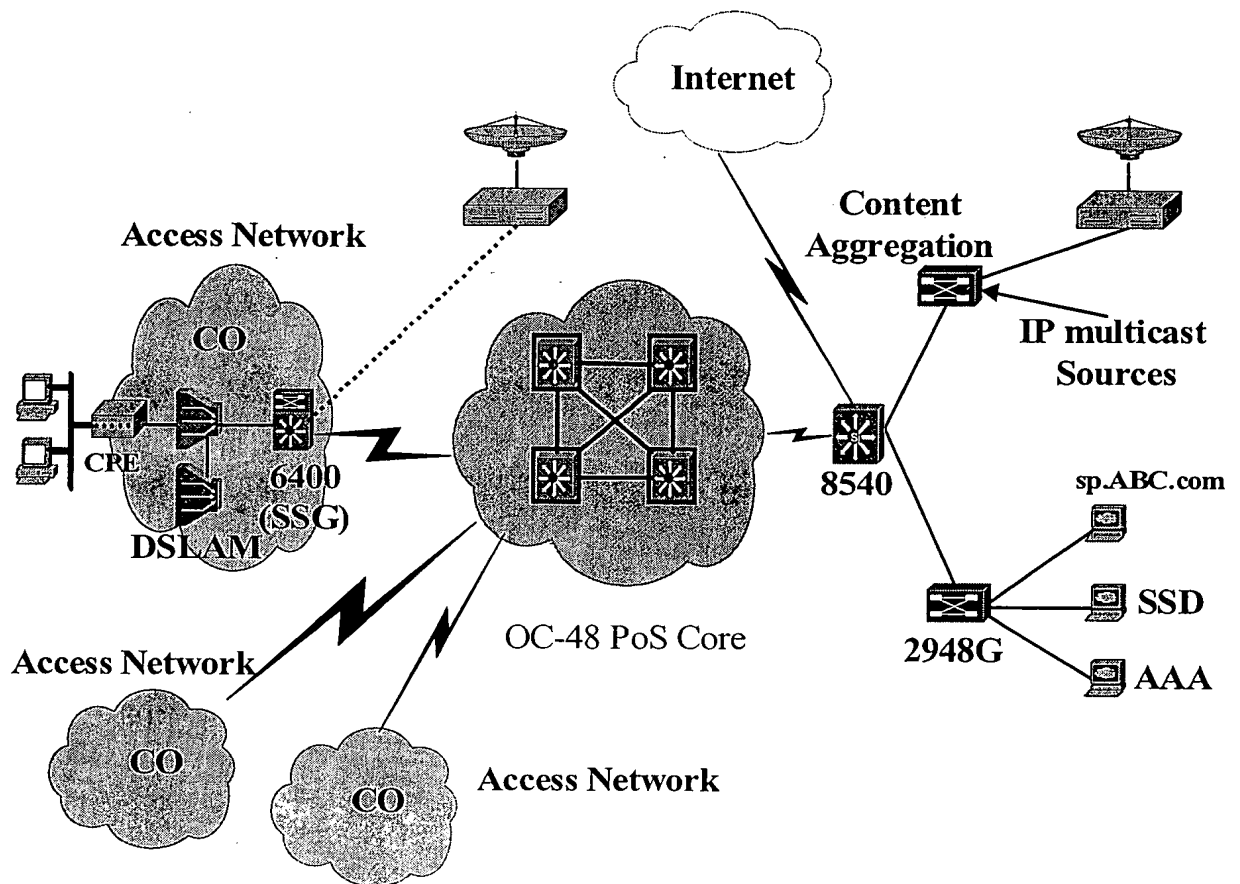 Internet
Content
Aggregation
Access Network
CO
IP multicast
Sources
CPE
6400
(SSG)
DSLAM
8540
sp.ABC.com
OC-48 PoS Core
SSD
2948G
AAA
Access Network
CO
Access Network
CO